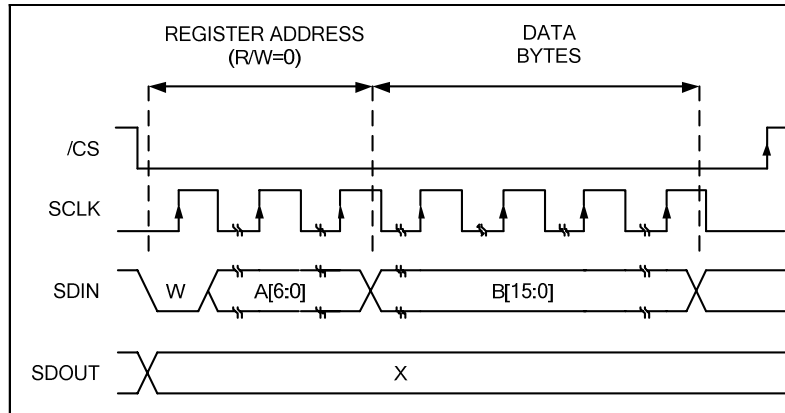 REGISTER ADDRESS
(R/W=0)
DATA
BYTES
/CS
SCLK
SDIN
W
A[6:0]
B[15:0]
SDOUT
X